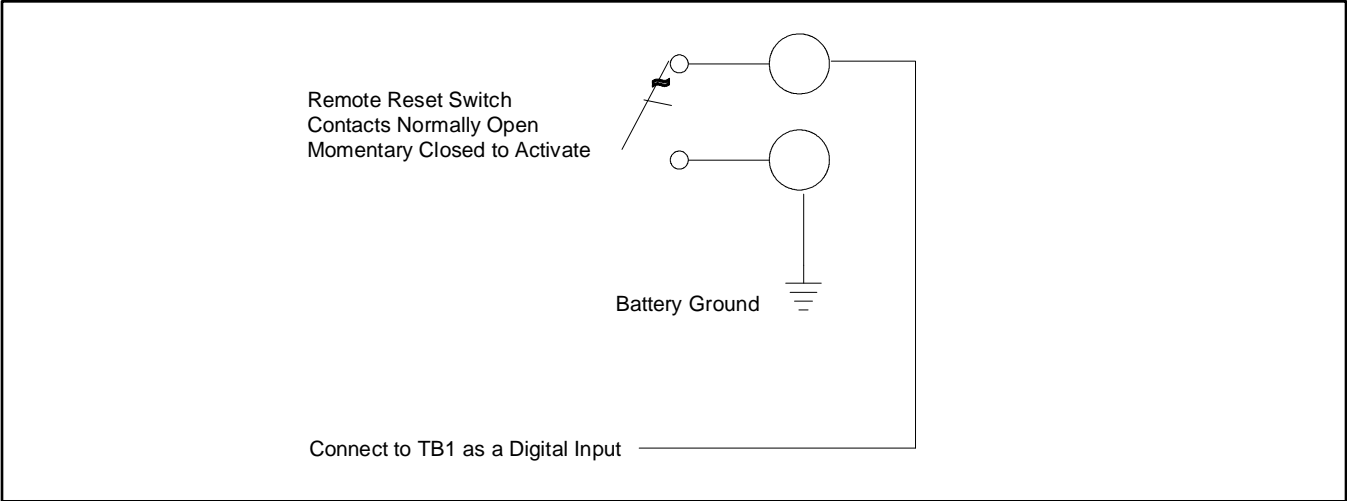 Remote Reset Switch
Contacts Normally Open
Momentary Closed to Activate
Battery Ground
Connect to TB1 as a Digital Input